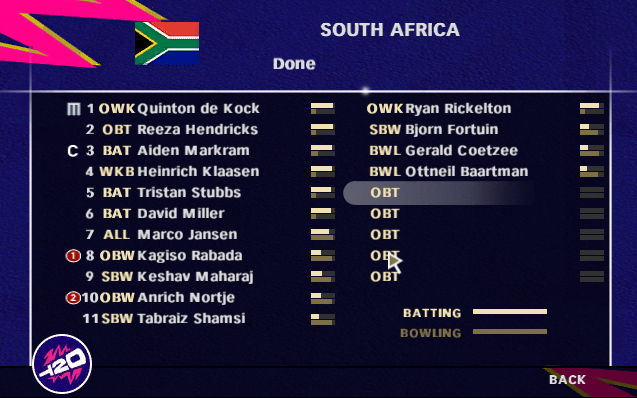 SOUTH AFRICA
Done
1 OWK Quinton de Kock
2 OBT Reeza Hendricks
C 3 BAT Aiden Markram
4 WKB Heinrich Klaasen
5 BAT Tristan Stubbs
6 BAT David Miller
7 ALL Marco Jansen
1 8 OBW Kagiso Rabada
9 SBW Keshav Maharaj
2 10 OBW Anrich Nortje
11 SBW Tabraiz Shamsi
OWK Ryan Rickelton
SBW Bjorn Fortuin
BWL Gerald Coetzee
BWL Ottneil Baartman
OBT
OBT
OBT
OBT
OBT
BATTING
BOWLING
T20
BACK